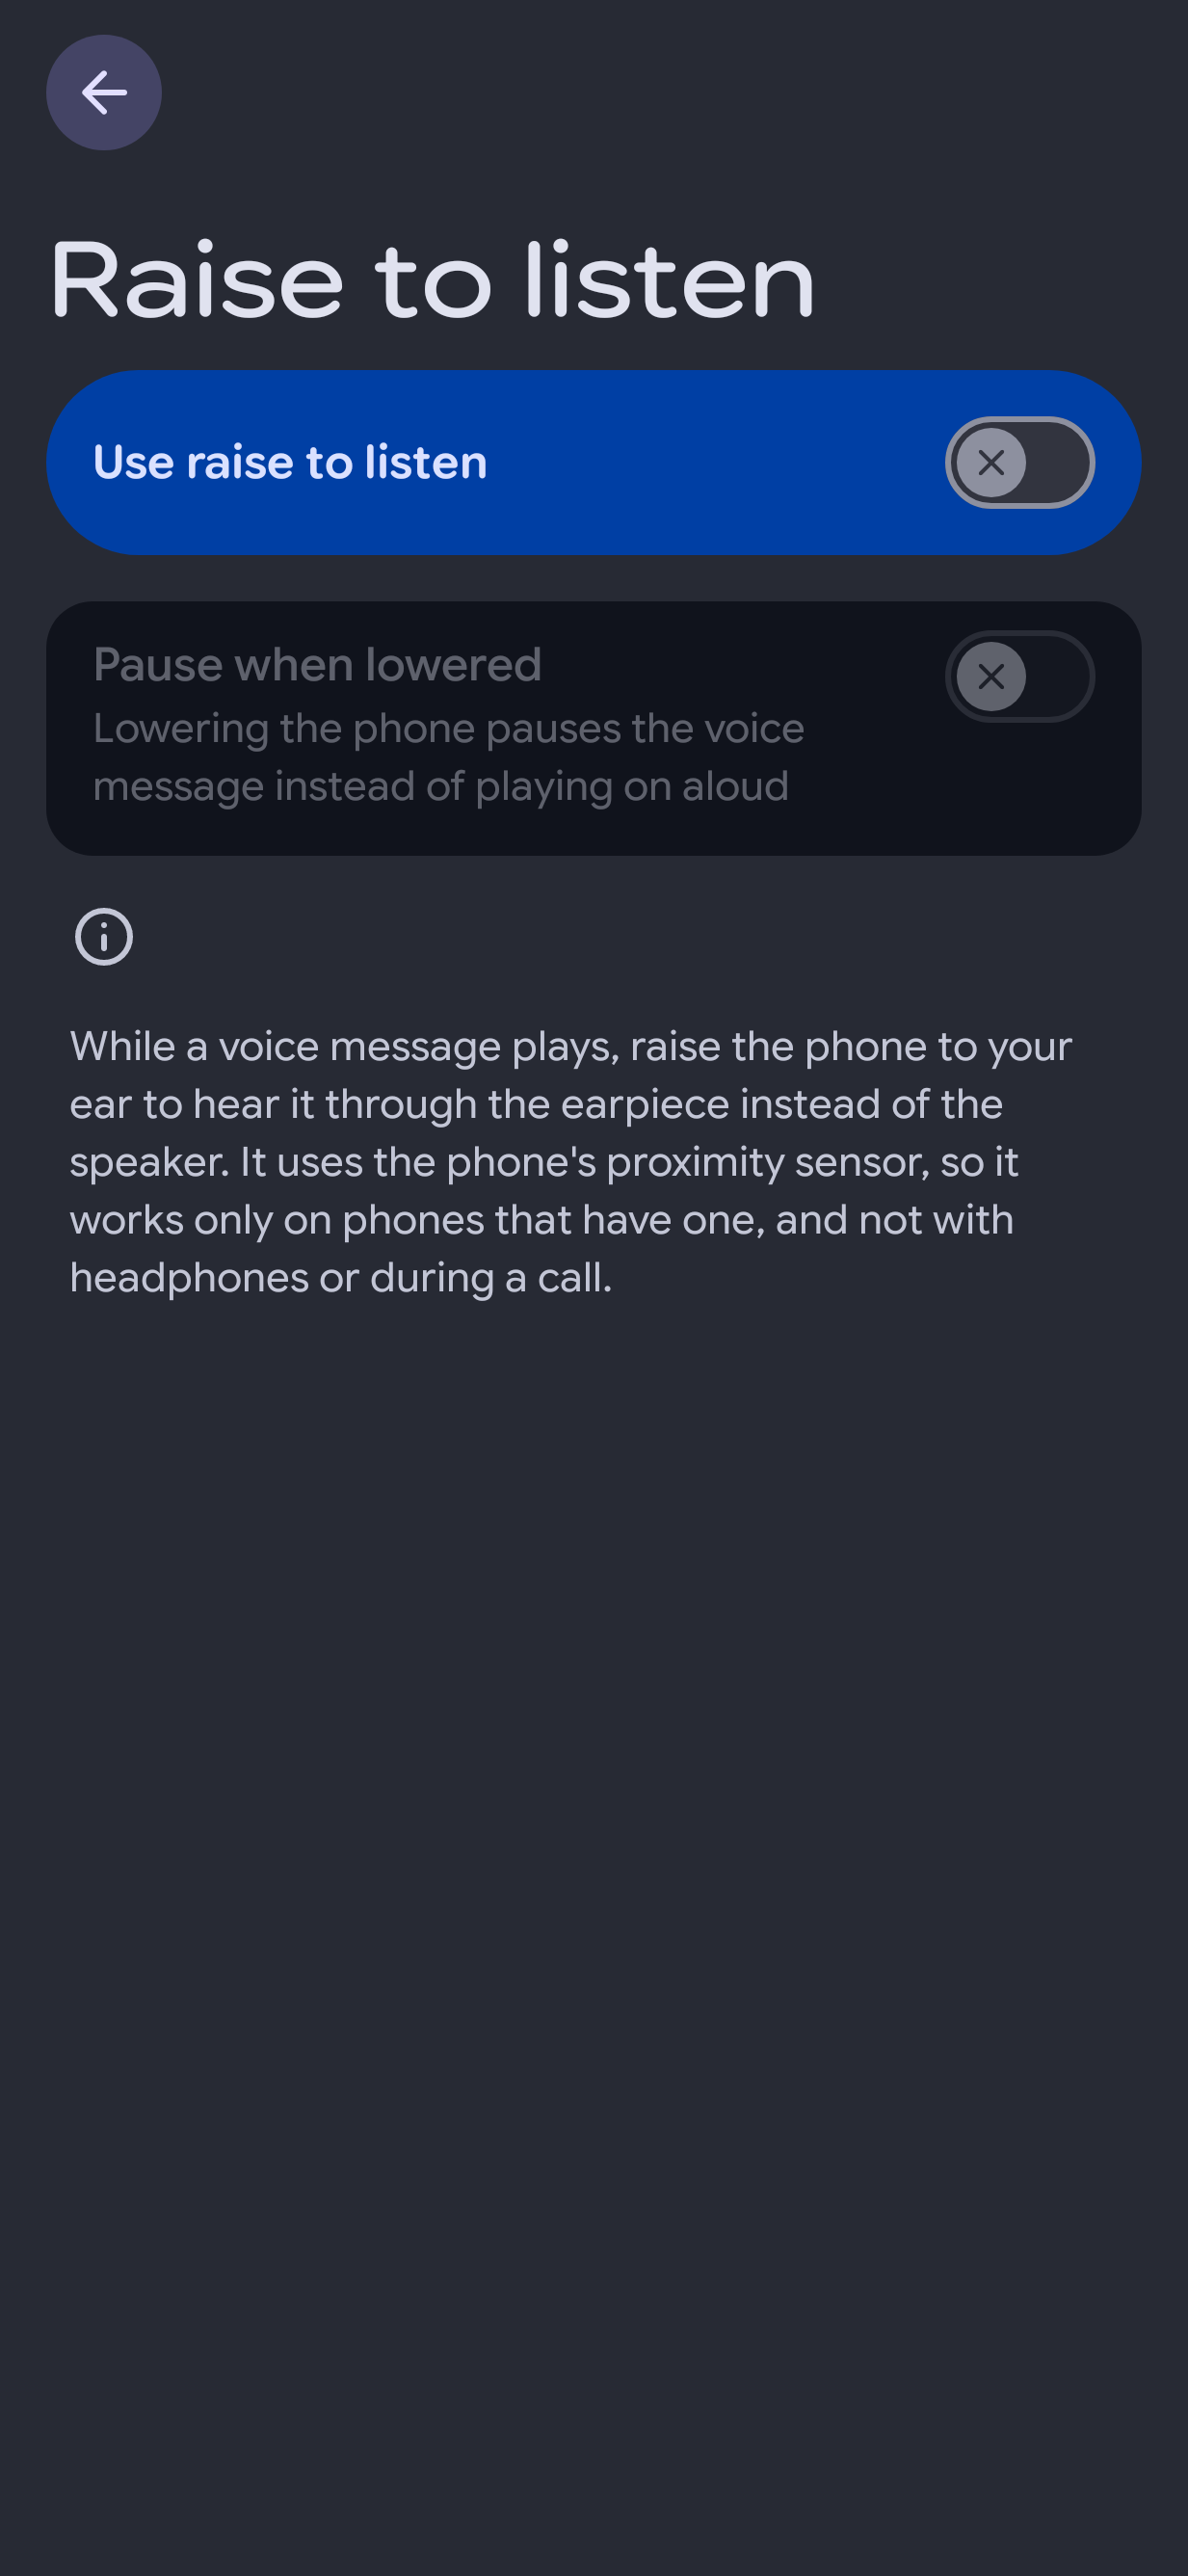 Raise to listen
Use raise to listen
Pause when lowered
Lowering the phone pauses the voice
message instead of playing on aloud
While a voice message plays, raise the phone to your
ear to hear it through the earpiece instead of the
speaker. It uses the phone's proximity sensor, so it
works only on phones that have one, and not with
headphones or during a call.